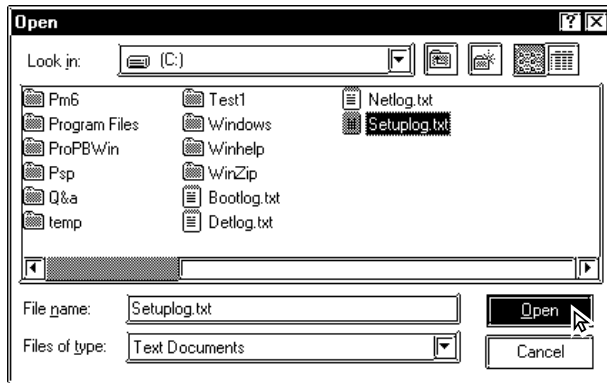 Open
Look in: (C:)
Pm6 Test1 Netlog.txt
Program Files Windows Setuplog.txt
ProPBWin Winhelp
Psp WinZip
Q&a Bootlog.txt
temp Detlog.txt
File name: Setuplog.txt Open
Files of type: Text Documents Cancel